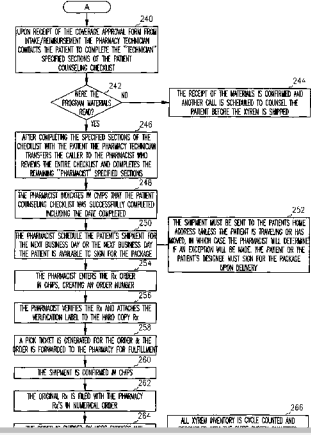 A
240
UPON RECEIPT OF THE COVERAGE APPROVAL FORM FROM
INTAKE/REIMBURSEMENT THE PHARMACY TECHNICIAN
CONTACTS THE PATIENT TO COMPLETE THE "TECHNICIAN"
SPECIFIED SECTIONS OF THE PATIENT
COUNSELING CHECKLIST
242
WERE THE
PROGRAM MATERIALS
READ?
NO
YES
244
THE RECEIPT OF THE MATERIALS IS CONFIRMED AND
ANOTHER CALL IS SCHEDULED TO COUNSEL THE
PATIENT BEFORE THE XYREM IS SHIPPED
246
AFTER COMPLETING THE SPECIFIED SECTIONS OF THE
CHECKLIST WITH THE PATIENT THE PHARMACY TECHNICIAN
TRANSFERS THE CALLER TO THE PHARMACIST WHO
REVIEWS THE ENTIRE CHECKLIST AND COMPLETES THE
REMAINING "PHARMACIST" SPECIFIED SECTIONS
248
THE PHARMACIST INDICATES IN CHIPS THAT THE PATIENT
COUNSELING CHECKLIST WAS SUCCESSFULLY COMPLETED
INCLUDING THE DATE COMPLETED
250
THE PHARMACIST SCHEDULE THE PATIENT'S SHIPMENT FOR
THE NEXT BUSINESS DAY OR THE NEXT BUSINESS DAY
THE PATIENT IS AVAILABLE TO SIGN FOR THE PACKAGE
252
THE SHIPMENT MUST BE SENT TO THE PATIENTS HOME
ADDRESS UNLESS THE PATIENT IS TRAVELING OR HAS
MOVED, IN WHICH CASE THE PHARMACIST WILL DETERMINE
IF AN EXCEPTION WILL BE MADE. THE PATIENT OR THE
PATIENT'S DESIGNEE MUST SIGN FOR THE PACKAGE
UPON DELIVERY
254
THE PHARMACIST ENTERS THE Rx ORDER
IN CHIPS, CREATING AN ORDER NUMBER
256
THE PHARMACIST VERIFIES THE Rx AND ATTACHES THE
VERIFICATION LABEL TO THE HARD COPY Rx
258
A PICK TICKET IS GENERATED FOR THE ORDER & THE
ORDER IS FORWARDED TO THE PHARMACY FOR FULFILLMENT
260
THE SHIPMENT IS CONFIRMED IN CHIPS
262
THE ORIGINAL Rx IS FILED WITH THE PHARMACY
Rx'S IN NUMERICAL ORDER
264
266
ALL XYREM INVENTORY IS CYCLE COUNTED AND